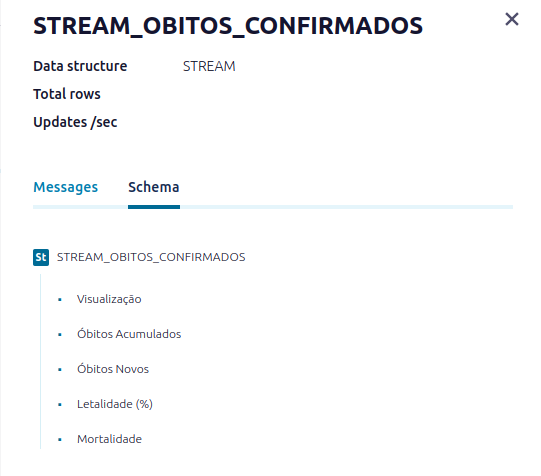 STREAM_OBITOS_CONFIRMADOS
Data structure STREAM
Total rows
Updates /sec
Messages Schema
St STREAM_OBITOS_CONFIRMADOS
Visualização
Óbitos Acumulados
Óbitos Novos
Letalidade (%)
Mortalidade